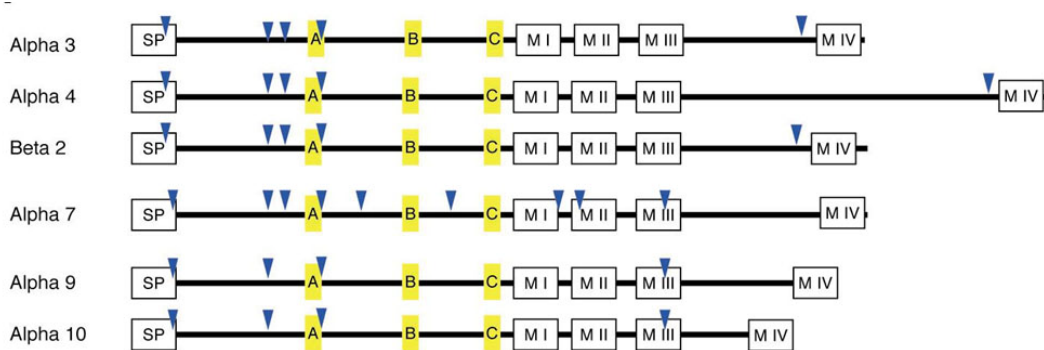 Alpha 3 SP A B C M I M II M III M IV
Alpha 4 SP A B C M I M II M III M IV
Beta 2 SP A B C M I M II M III M IV
Alpha 7 SP A B C M I M II M III M IV
Alpha 9 SP A B C M I M II M III M IV
Alpha 10 SP A B C M I M II M III M IV